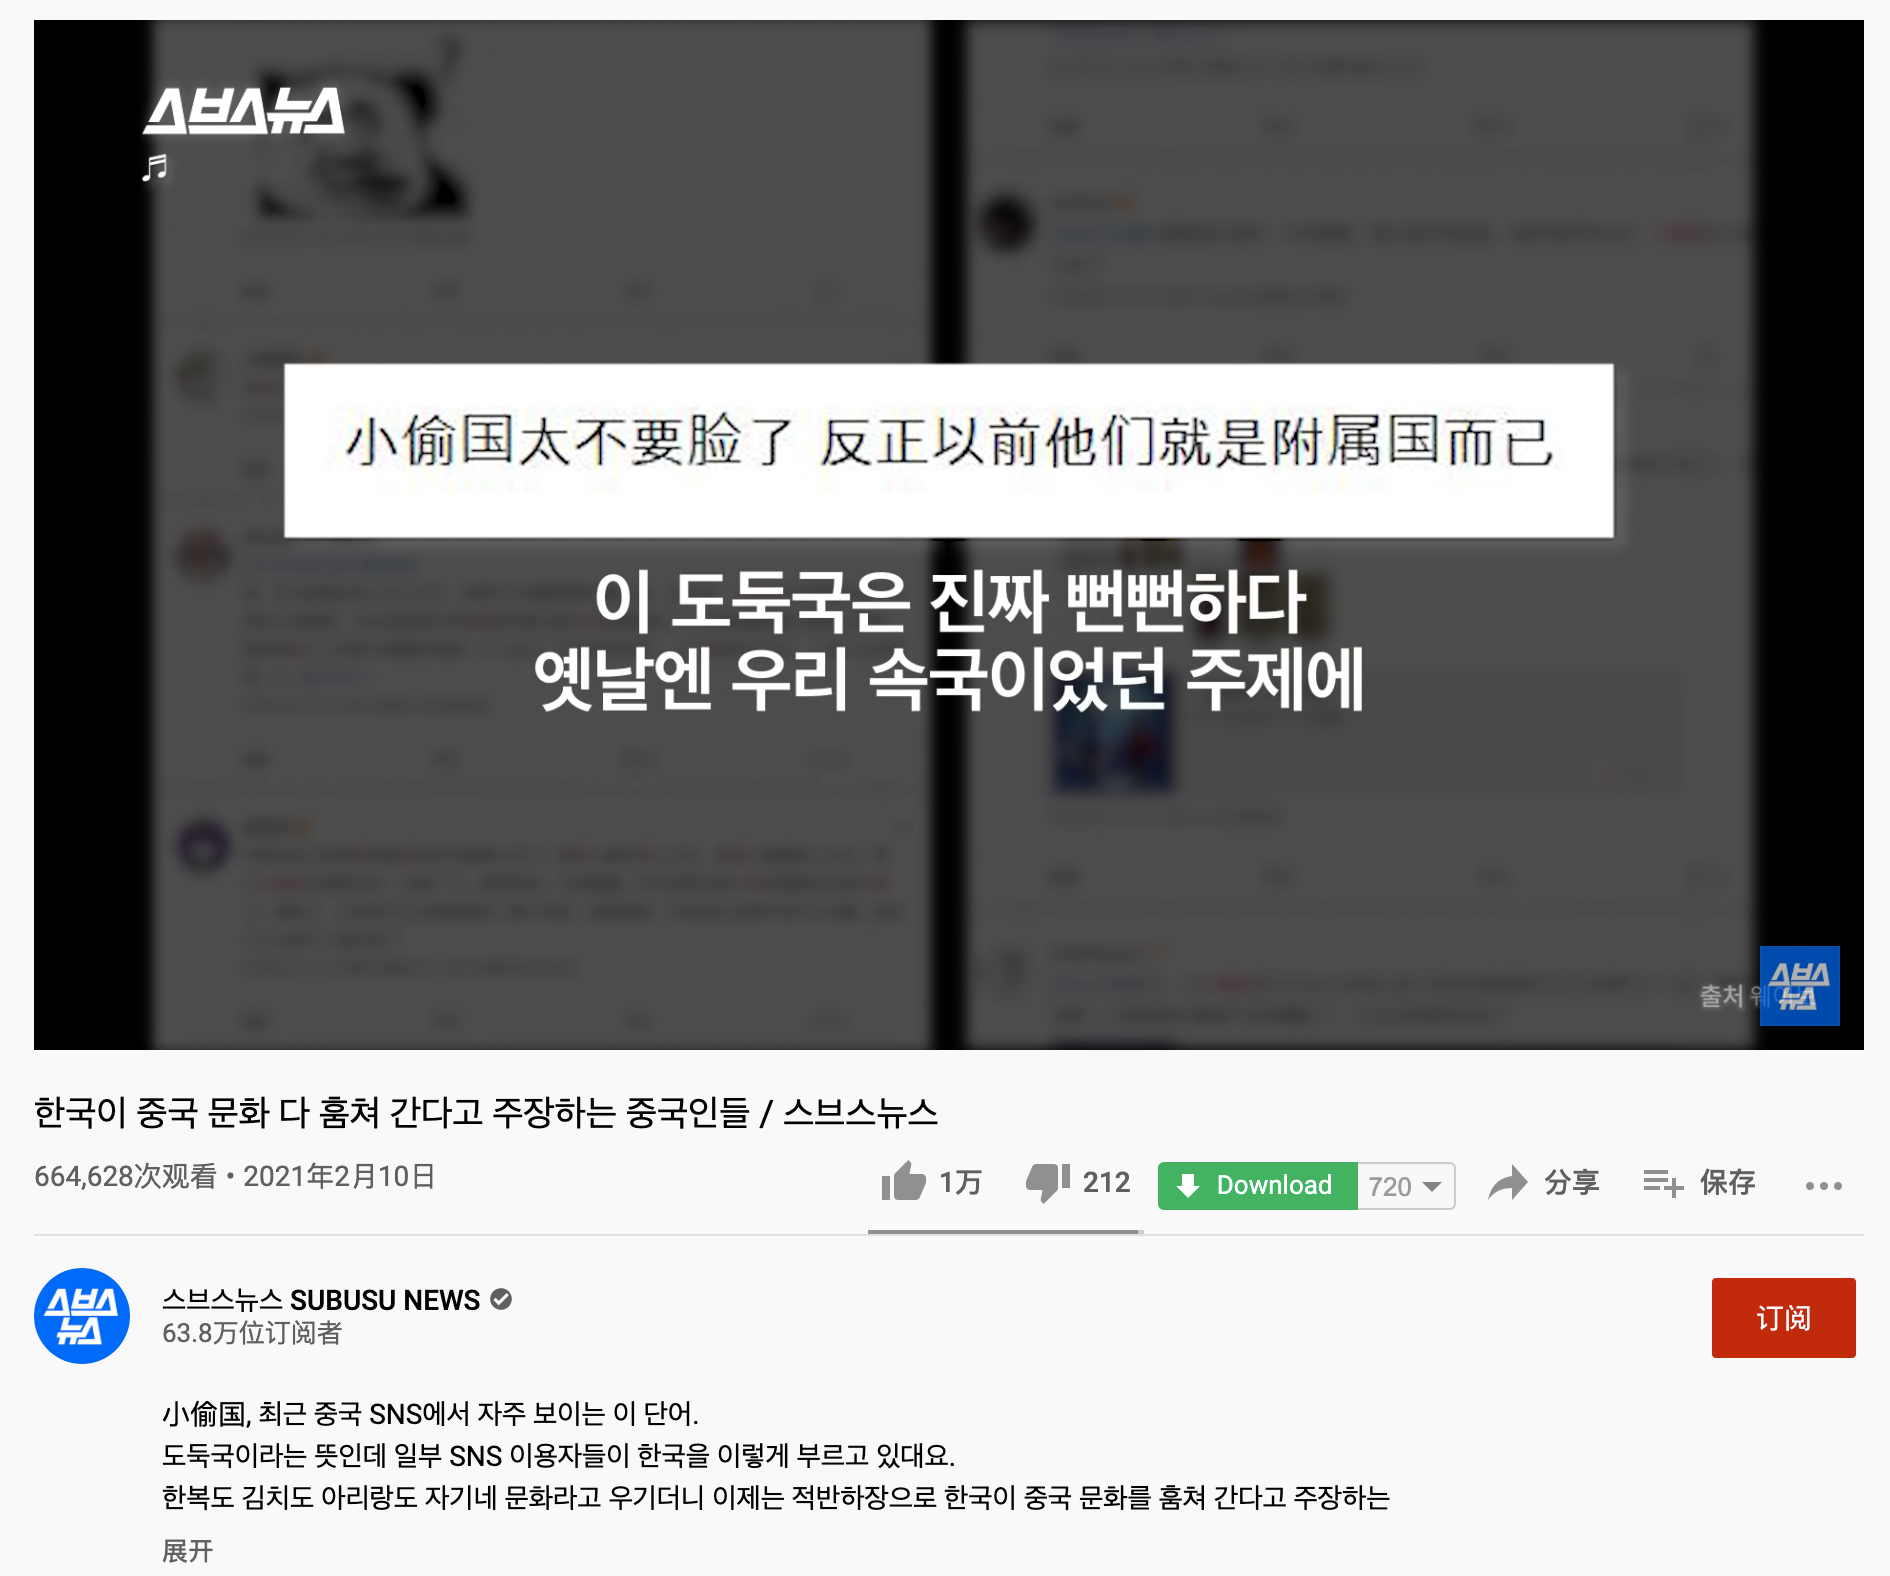 스브스뉴스
小偷国太不要脸了 反正以前他们就是附属国而已
이 도둑국은 진짜 뻔뻔하다
옛날엔 우리 속국이었던 주제에
출처
스브스
뉴스
한국이 중국 문화 다 훔쳐 간다고 주장하는 중국인들 / 스브스뉴스
664,628次观看 • 2021年2月10日
1万 212 Download 720 分享 保存
스브스
뉴스
스브스뉴스 SUBUSU NEWS
63.8万位订阅者
订阅
小偷国, 최근 중국 SNS에서 자주 보이는 이 단어.
도둑국이라는 뜻인데 일부 SNS 이용자들이 한국을 이렇게 부르고 있대요.
한복도 김치도 아리랑도 자기네 문화라고 우기더니 이제는 적반하장으로 한국이 중국 문화를 훔쳐 간다고 주장하는
展开